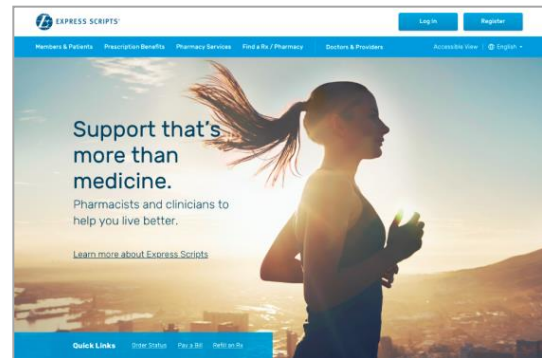 EXPRESS SCRIPTS®
Log In
Register
Members & Patients
Prescription Benefits
Pharmacy Services
Find a Rx / Pharmacy
Doctors & Providers
Accessible View
English
Support that's
more than
medicine.
Pharmacists and clinicians to
help you live better.
Learn more about Express Scripts
Quick Links
Order Status
Pay a Bill
Refill an Rx